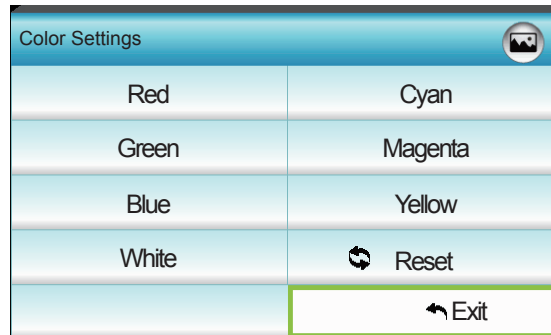 Color Settings
Red Cyan
Green Magenta
Blue Yellow
White Reset
Exit